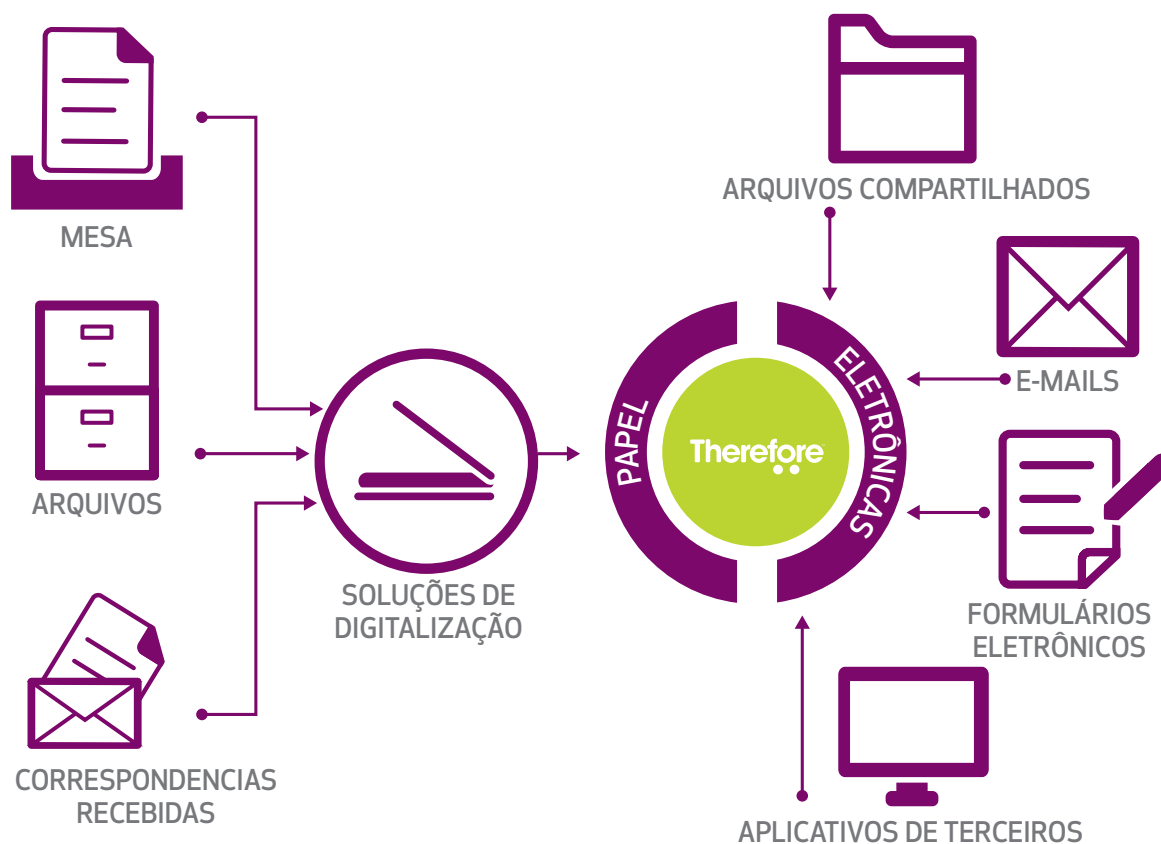 MESA
ARQUIVOS
CORRESPONDENCIAS
RECEBIDAS
SOLUÇÕES DE
DIGITALIZAÇÃO
PAPEL
Therefore
ELETRÔNICAS
ARQUIVOS COMPARTILHADOS
E-MAILS
FORMULÁRIOS
ELETRÔNICOS
APLICATIVOS DE TERCEIROS